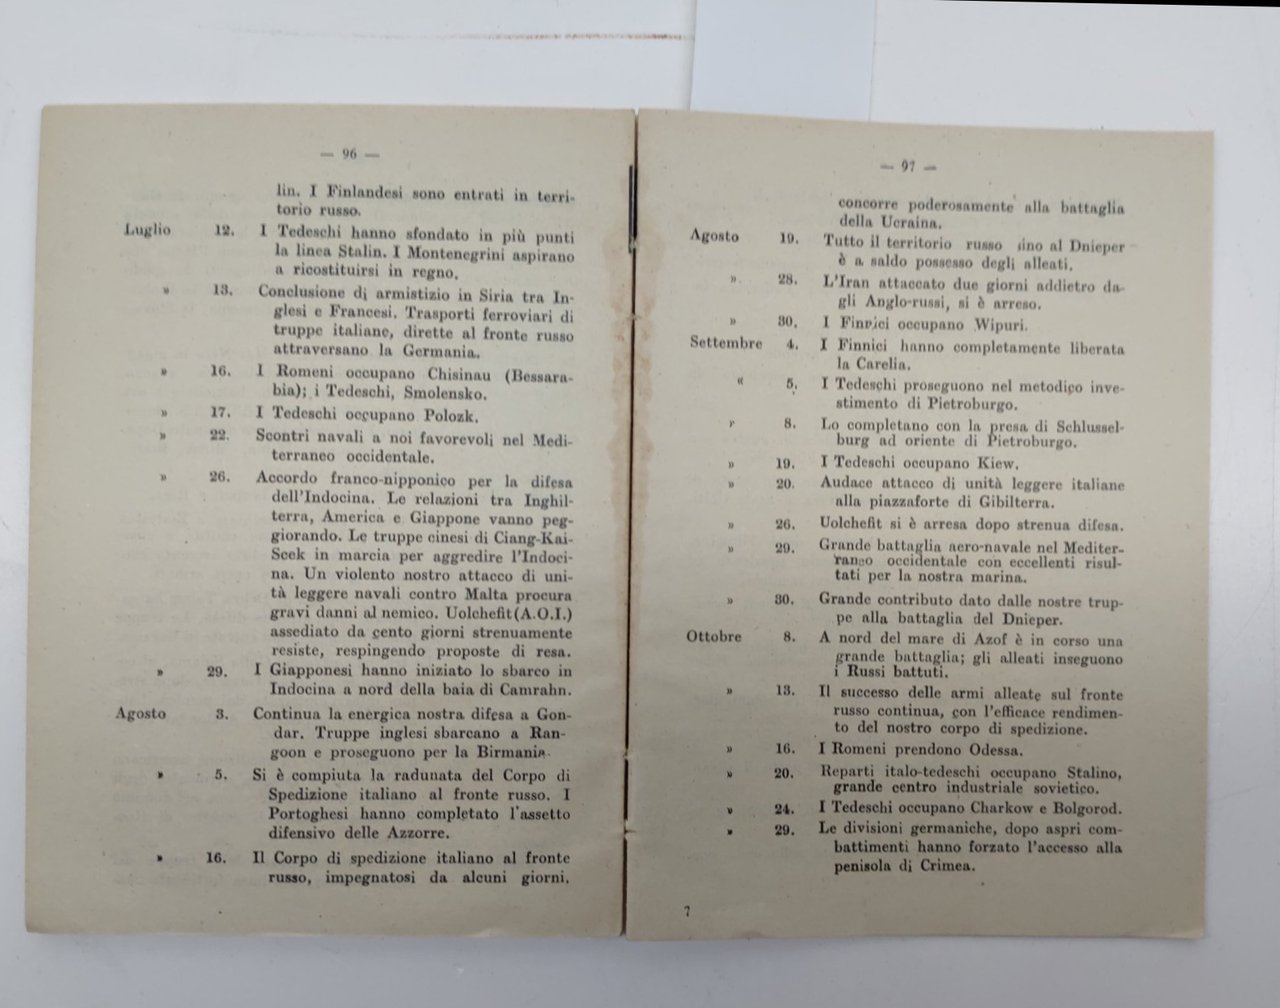 — 96 —
lin. I Finlandesi sono entrati in terri-
torio russo.
Luglio 12. I Tedeschi hanno sfondato in più punti
la linea Stalin. I Montenegrini aspirano
a ricostituirsi in regno.
» 13. Conclusione di armistizio in Siria tra In-
glesi e Francesi. Trasporti ferroviari di
truppe italiane, dirette al fronte russo
attraversano la Germania.
» 16. I Romeni occupano Chisinau (Bessara-
bia); i Tedeschi, Smolensko.
» 17. I Tedeschi occupano Polozk.
» 22. Scontri navali a noi favorevoli nel Medi-
terraneo occidentale.
» 26. Accordo franco-nipponico per la difesa
dell'Indocina. Le relazioni tra Inghil-
terra, America e Giappone vanno peg-
giorando. Le truppe cinesi di Ciang-Kai-
Scek in marcia per aggredire l'Indoci-
na. Un violento nostro attacco di uni-
tà leggere navali contro Malta procura
gravi danni al nemico. Uolchefit (A.O.I.)
assediato da cento giorni strenuamente
resiste, respingendo proposte di resa.
» 29. I Giapponesi hanno iniziato lo sbarco in
Indocina a nord della baia di Camrahn.
Agosto 3. Continua la energica nostra difesa a Gon-
dar. Truppe inglesi sbarcano a Ran-
goon e proseguono per la Birmania.
» 5. Si è compiuta la radunata del Corpo di
Spedizione italiano al fronte russo. I
Portoghesi hanno completato l'assetto
difensivo delle Azzorre.
» 16. Il Corpo di spedizione italiano al fronte
russo, impegnatosi da alcuni giorni,
— 97 —
concorre poderosamente alla battaglia
della Ucraina.
Agosto 19. Tutto il territorio russo sino al Dnieper
è a saldo possesso degli alleati.
» 28. L'Iran attaccato due giorni addietro da-
gli Anglo-russi, si è arreso.
» 30. I Finnici occupano Wipuri.
Settembre 4. I Finnici hanno completamente liberata
la Carelia.
« 5. I Tedeschi proseguono nel metodico inve-
stimento di Pietroburgo.
» 8. Lo completano con la presa di Schlussel-
burg ad oriente di Pietroburgo.
» 19. I Tedeschi occupano Kiew.
» 20. Audace attacco di unità leggere italiane
alla piazzaforte di Gibilterra.
» 26. Uolchefit si è arresa dopo strenua difesa.
» 29. Grande battaglia aero-navale nel Mediter-
raneo occidentale con eccellenti risul-
tati per la nostra marina.
» 30. Grande contributo dato dalle nostre trup-
pe alla battaglia del Dnieper.
Ottobre 8. A nord del mare di Azof è in corso una
grande battaglia; gli alleati inseguono
i Russi battuti.
» 13. Il successo delle armi alleate sul fronte
russo continua, con l'efficace rendimen-
to del nostro corpo di spedizione.
» 16. I Romeni prendono Odessa.
» 20. Reparti italo-tedeschi occupano Stalino,
grande centro industriale sovietico.
» 24. I Tedeschi occupano Charkow e Bolgorod.
» 29. Le divisioni germaniche, dopo aspri com-
battimenti hanno forzato l'accesso alla
penisola di Crimea.
7